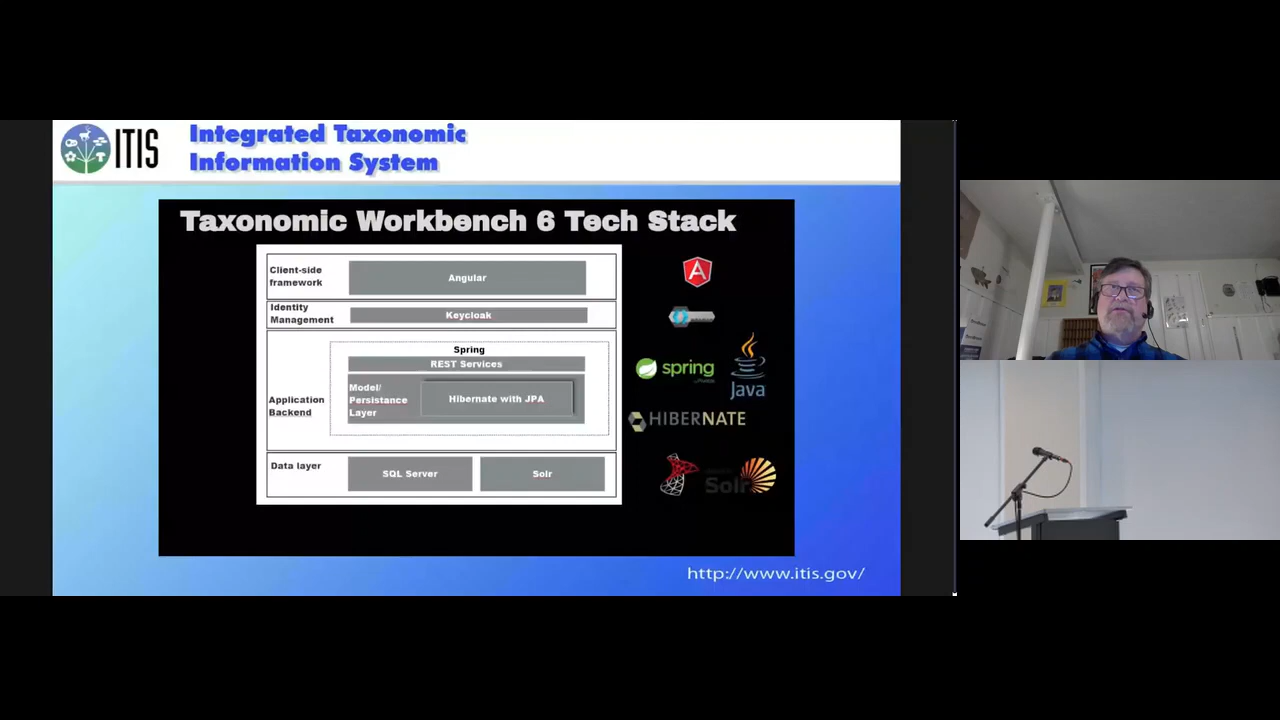 ITIS
Integrated Taxonomic
Information System
Taxonomic Workbench 6 Tech Stack
Client-side
framework
Angular
Identity
Management
Keycloak
Application
Backend
Spring
REST Services
Model/
Persistance
Layer
Hibernate with JPA
Data layer
SQL Server
Solr
A
spring
Java
HIBERNATE
Solr
http://www.itis.gov/